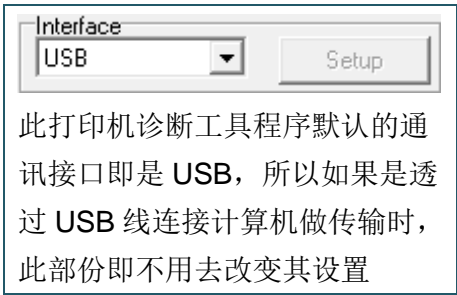 Interface
USB
Setup
此打印机诊断工具程序默认的通
讯接口即是 USB，所以如果是透
过 USB 线连接计算机做传输时，
此部份即不用去改变其设置